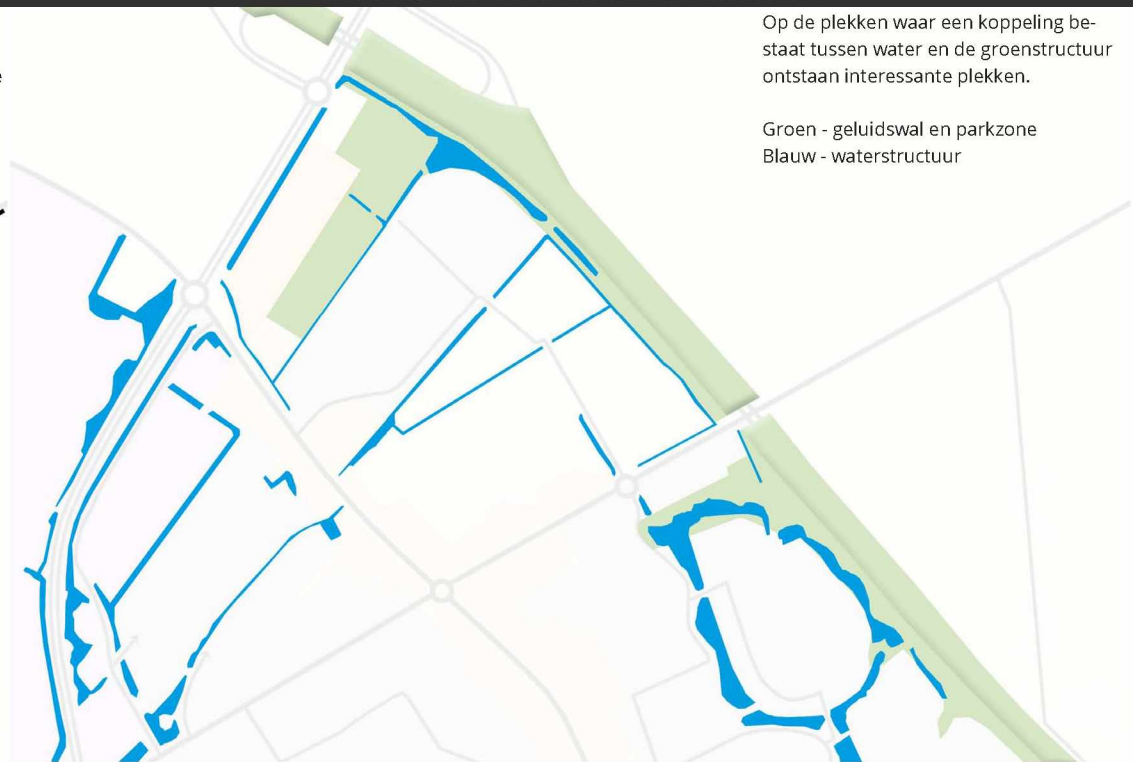 Op de plekken waar een koppeling be-
staat tussen water en de groenstructuur
ontstaan interessante plekken.
Groen - geluidswal en parkzone
Blauw - waterstructuur